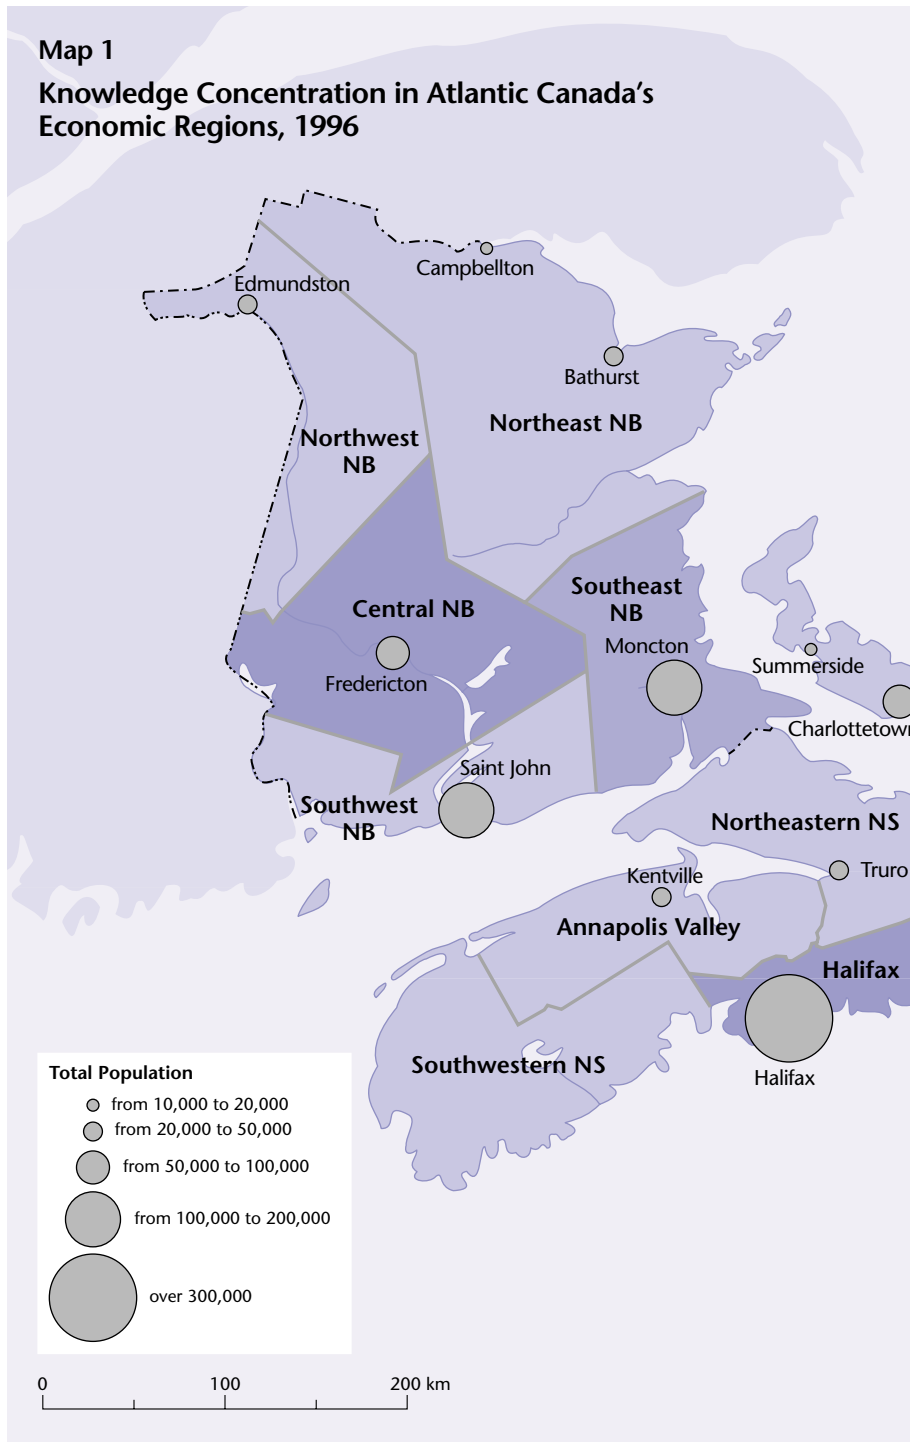 Map 1
Knowledge Concentration in Atlantic Canada's
Economic Regions, 1996
Campbellton
Edmundston
Bathurst
Northeast NB
Northwest
NB
Southeast
NB
Central NB
Moncton
Summerside
Fredericton
Charlottetown
Saint John
Southwest
NB
Northeastern NS
Truro
Kentville
Annapolis Valley
Halifax
Southwestern NS
Halifax
Total Population
from 10,000 to 20,000
from 20,000 to 50,000
from 50,000 to 100,000
from 100,000 to 200,000
over 300,000
0 100 200 km